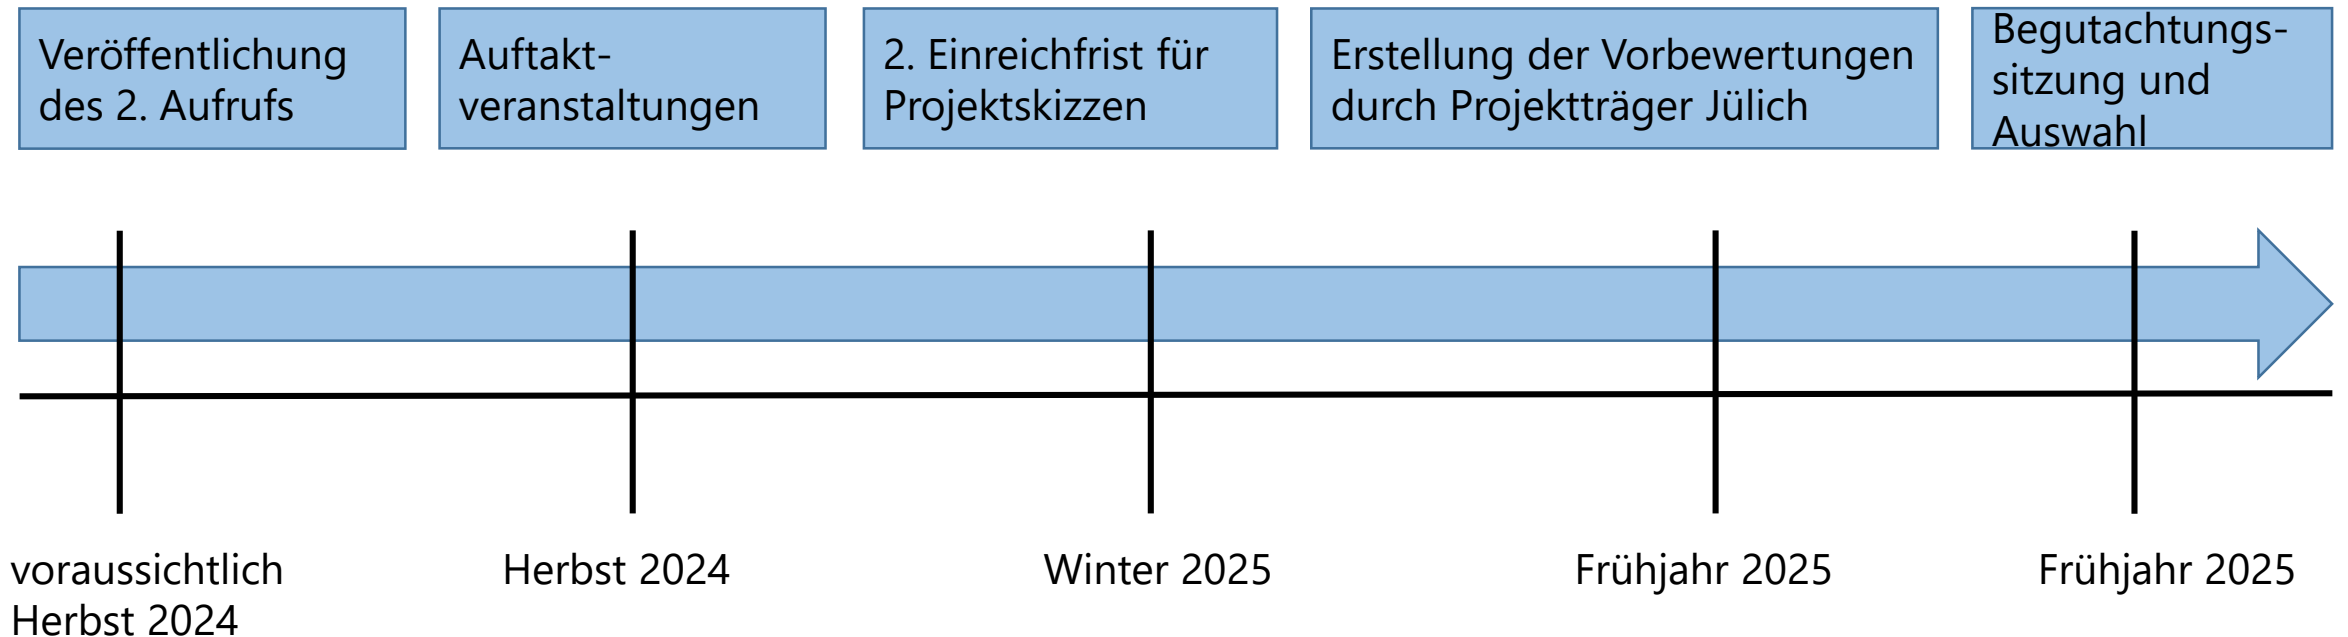 Veröffentlichung
des 2. Aufrufs
Auftakt-
veranstaltungen
2. Einreichfrist für
Projektskizzen
Erstellung der Vorbewertungen
durch Projektträger Jülich
Begutachtungs-
sitzung und
Auswahl
voraussichtlich
Herbst 2024
Herbst 2024
Winter 2025
Frühjahr 2025
Frühjahr 2025